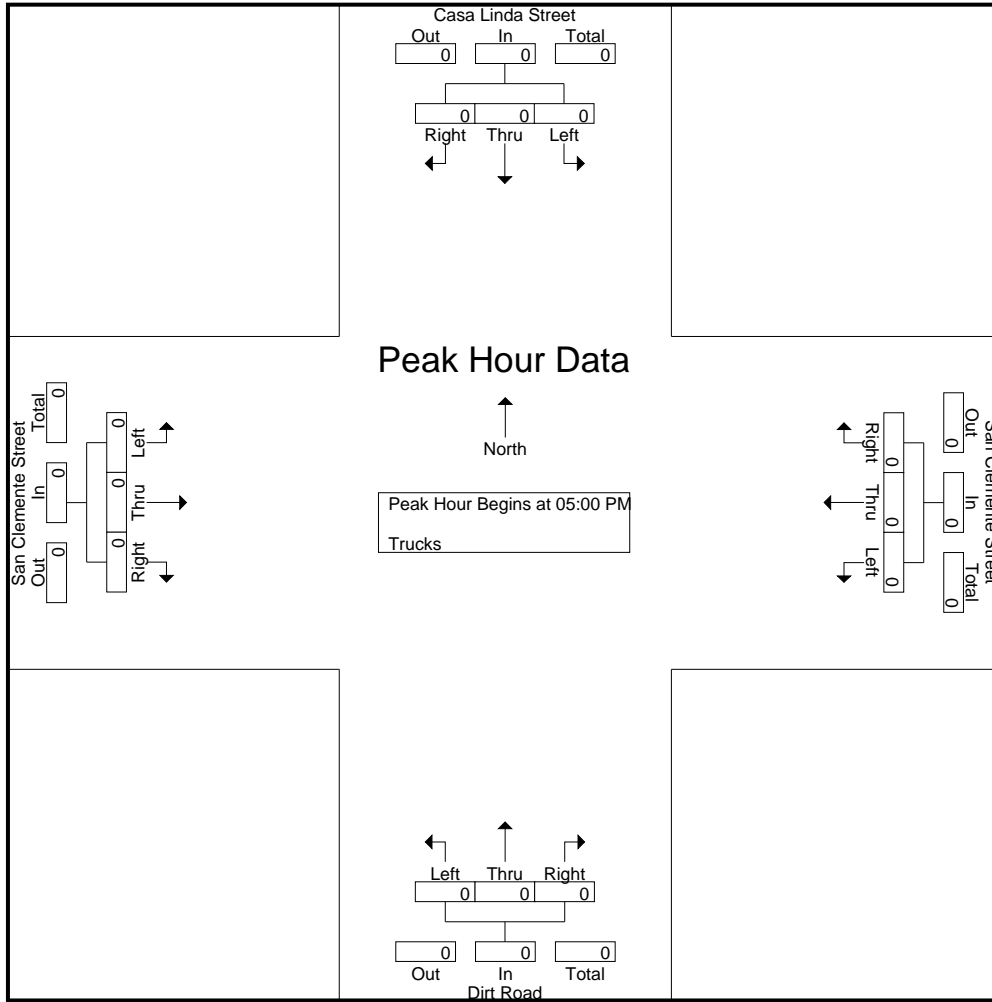 Casa Linda Street
Out In Total
0 0 0
0 0 0
Right Thru Left
Peak Hour Data
North
Peak Hour Begins at 05:00 PM
Trucks
San Clemente Street
Total In Out
0 0 0
0 0 0
Left Thru Right
San Clemente Street
Out In Total
0 0 0
0 0 0
Right Thru Left
Left Thru Right
0 0 0
0 0 0
Out In Total
Dirt Road